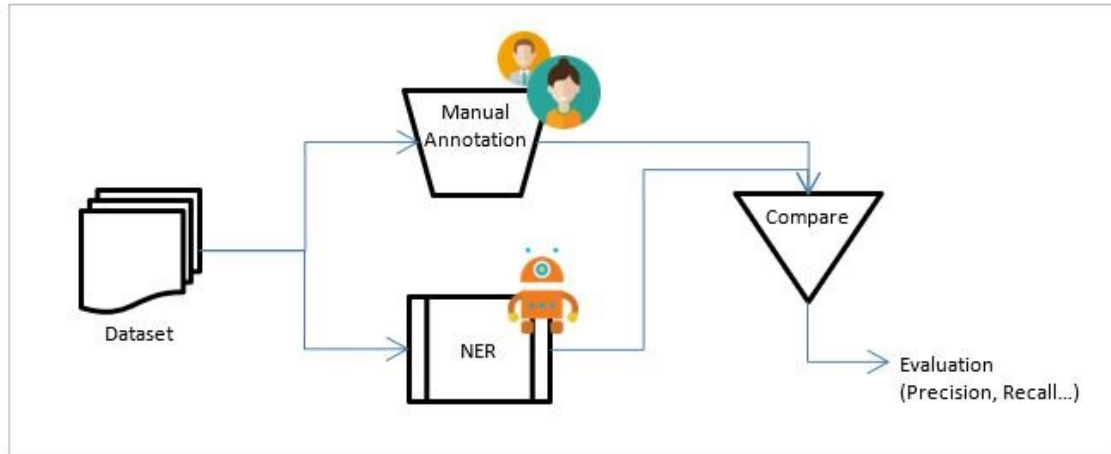 Manual
Annotation
Compare
Dataset
NER
Evaluation
(Precision, Recall...)